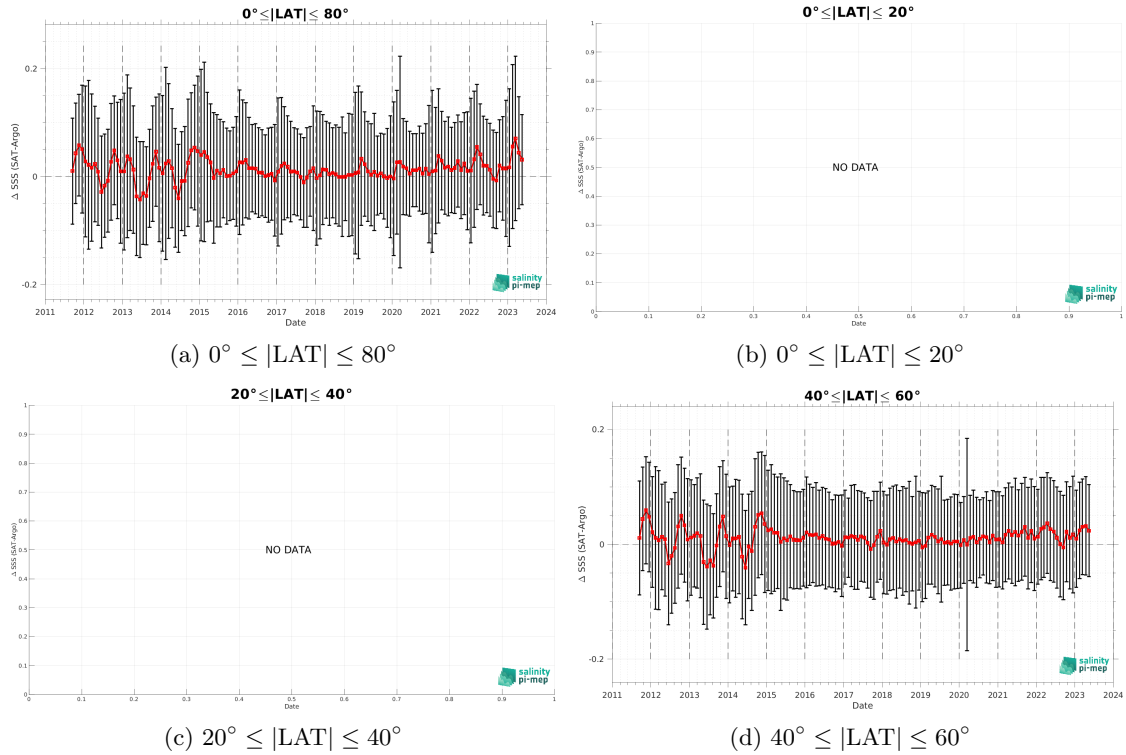 0°≤|LAT|≤ 80°
0.2
0.1
0
-0.1
-0.2
Δ SSS (SAT-Argo)
2011 2012 2013 2014 2015 2016 2017 2018 2019 2020 2021 2022 2023 2024
Date
salinity
pi-mep
(a) 0° ≤ |LAT| ≤ 80°
0°≤|LAT|≤ 20°
1
0.9
0.8
0.7
0.6
0.5
0.4
0.3
0.2
0.1
0
Δ SSS (SAT-Argo)
NO DATA
0 0.1 0.2 0.3 0.4 0.5 0.6 0.7 0.8 0.9 1
Date
salinity
pi-mep
(b) 0° ≤ |LAT| ≤ 20°
20°≤|LAT|≤ 40°
1
0.9
0.8
0.7
0.6
0.5
0.4
0.3
0.2
0.1
0
Δ SSS (SAT-Argo)
NO DATA
0 0.1 0.2 0.3 0.4 0.5 0.6 0.7 0.8 0.9 1
Date
salinity
pi-mep
(c) 20° ≤ |LAT| ≤ 40°
40°≤|LAT|≤ 60°
0.2
0.1
0
-0.1
-0.2
Δ SSS (SAT-Argo)
2011 2012 2013 2014 2015 2016 2017 2018 2019 2020 2021 2022 2023 2024
Date
salinity
pi-mep
(d) 40° ≤ |LAT| ≤ 60°